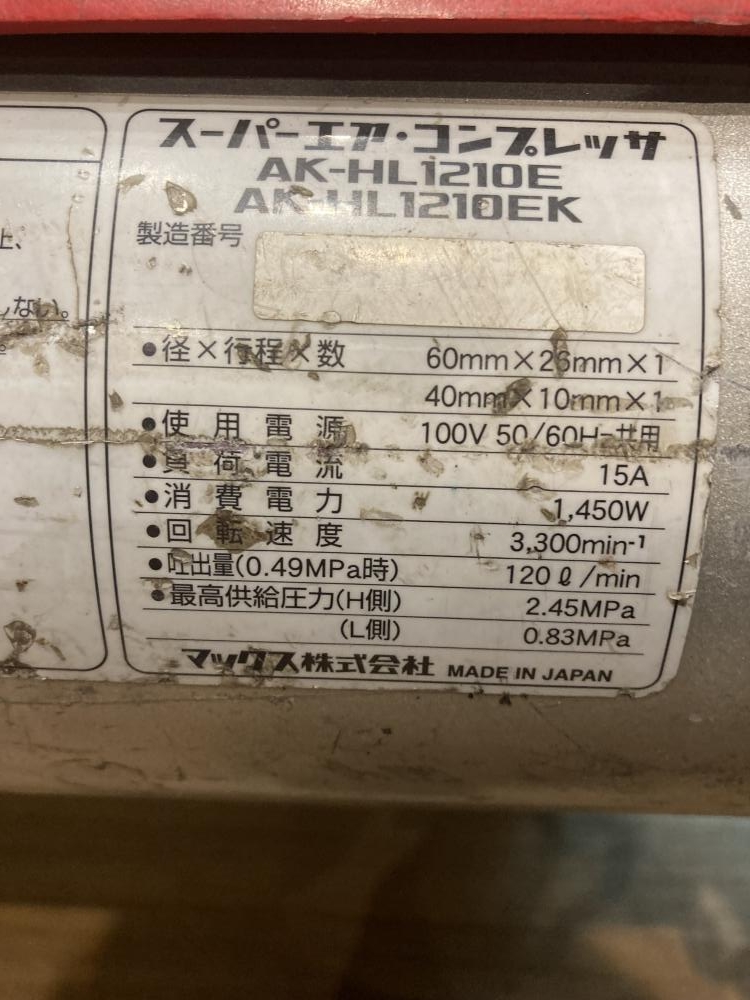 スーパーエア・コンプレッサ
AK-HL1210E
AK-HL1210EK
製造番号
上、
しない。
●径×行程×数 60mm×26mm×1
40mm×10mm×1
●使用電源 100V 50/60Hz共用
●負荷電流 15A
●消費電力 1,450W
●回転速度 3,300min-¹
●吐出量(0.49MPa時) 120ℓ/min
●最高供給圧力(H側) 2.45MPa
(L側) 0.83MPa
マックス株式会社 MADE IN JAPAN